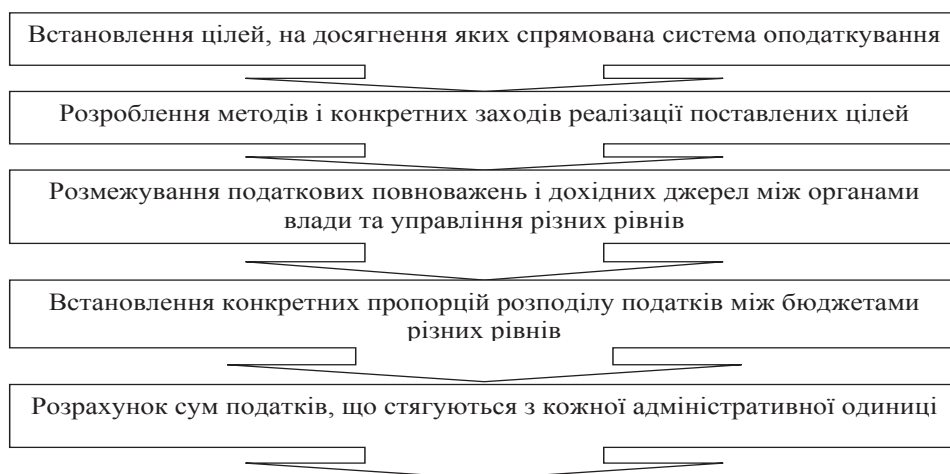 Встановлення цілей, на досягнення яких спрямована система оподаткування
Розроблення методів і конкретних заходів реалізації поставлених цілей
Розмежування податкових повноважень і дохідних джерел між органами
влади та управління різних рівнів
Встановлення конкретних пропорцій розподілу податків між бюджетами
різних рівнів
Розрахунок сум податків, що стягуються з кожної адміністративної одиниці